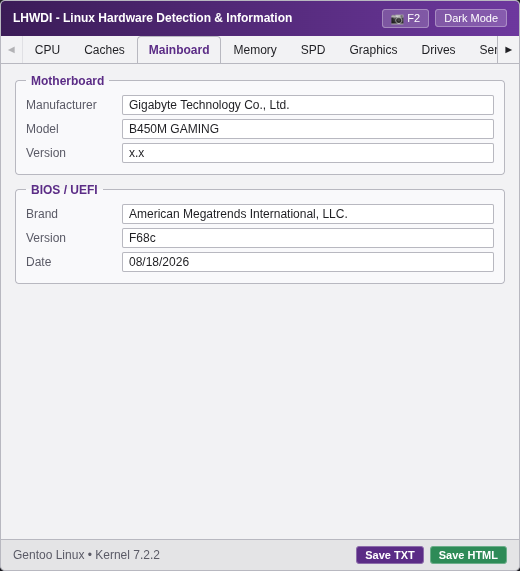 LHWDI - Linux Hardware Detection & Information
F2
Dark Mode
◄ CPU Caches Mainboard Memory SPD Graphics Drives Ser ►
Motherboard
Manufacturer Gigabyte Technology Co., Ltd.
Model B450M GAMING
Version x.x
BIOS / UEFI
Brand American Megatrends International, LLC.
Version F68c
Date 08/18/2026
Gentoo Linux • Kernel 7.2.2
Save TXT
Save HTML